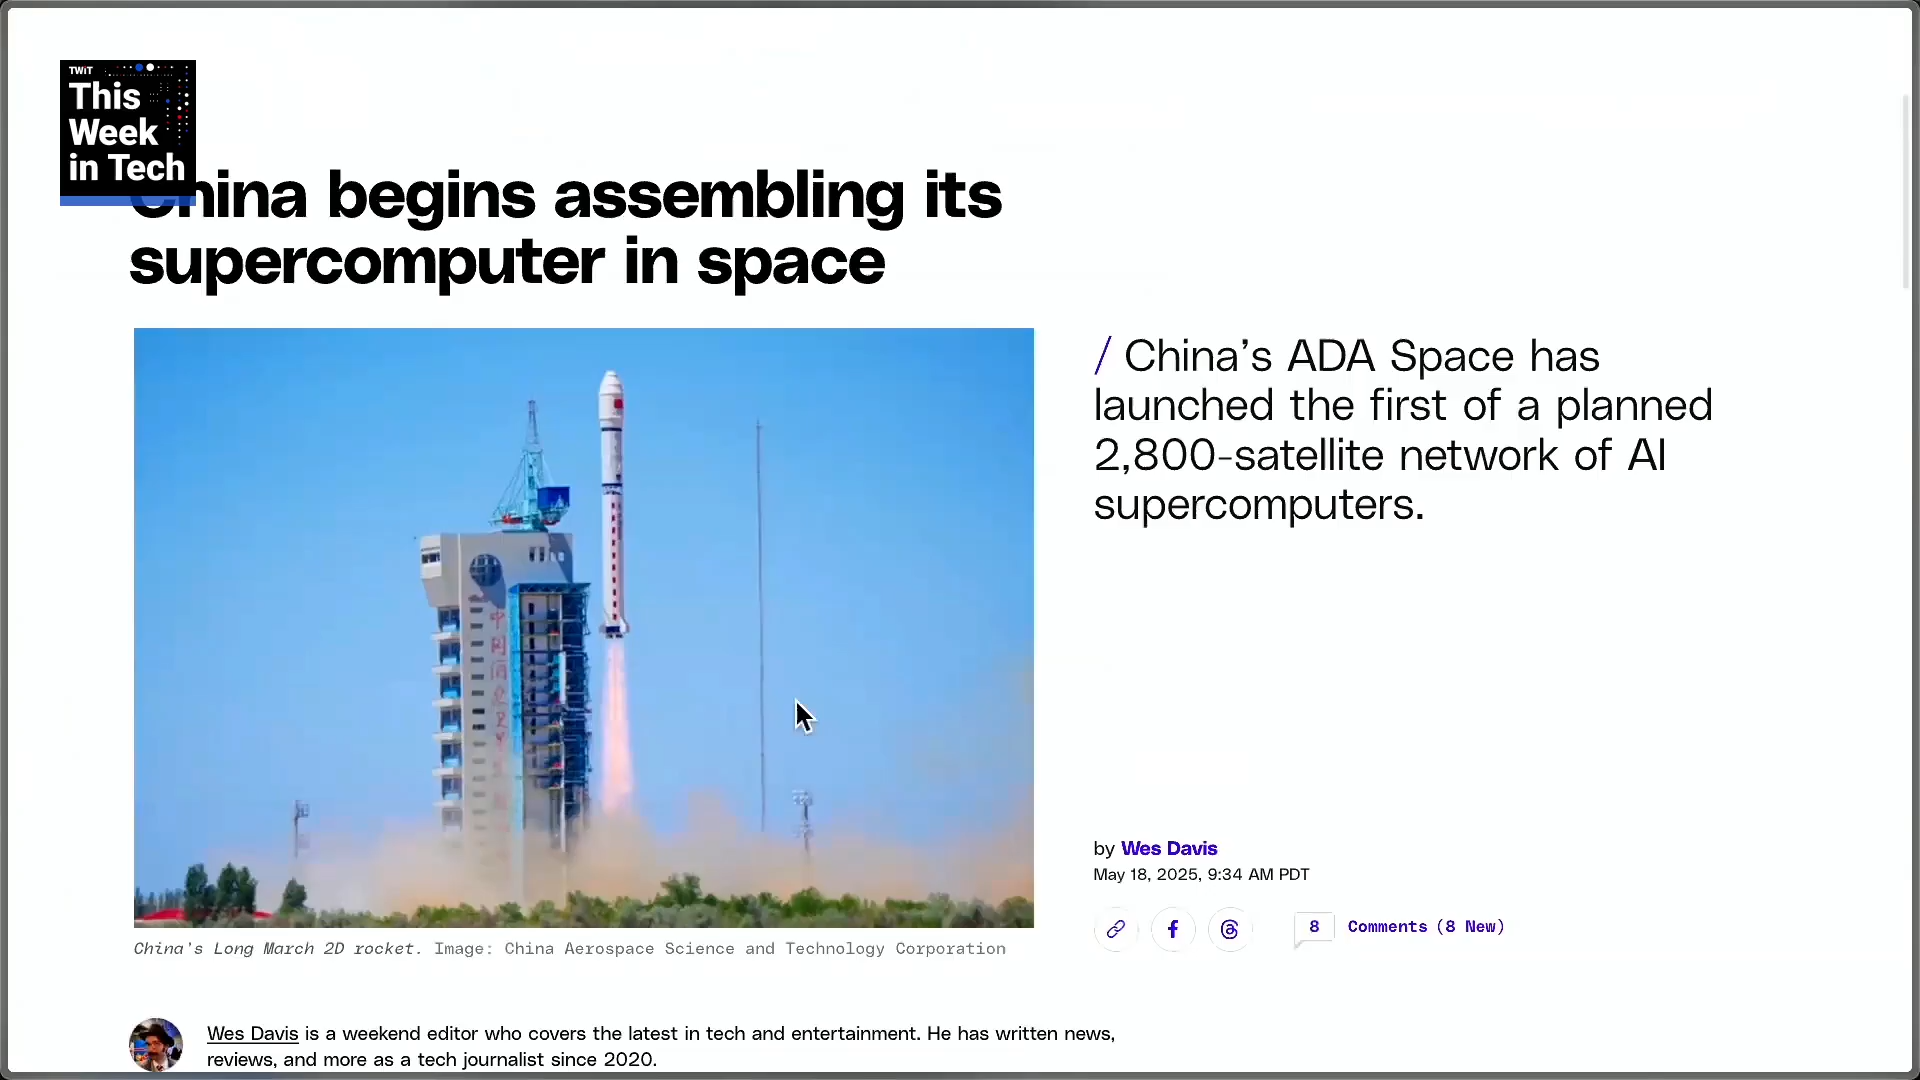 TWiT
This
Week
in Tech
China begins assembling its
supercomputer in space
/ China’s ADA Space has
launched the first of a planned
2,800-satellite network of AI
supercomputers.
by Wes Davis
May 18, 2025, 9:34 AM PDT
8 Comments (8 New)
China’s Long March 2D rocket. Image: China Aerospace Science and Technology Corporation
Wes Davis is a weekend editor who covers the latest in tech and entertainment. He has written news,
reviews, and more as a tech journalist since 2020.